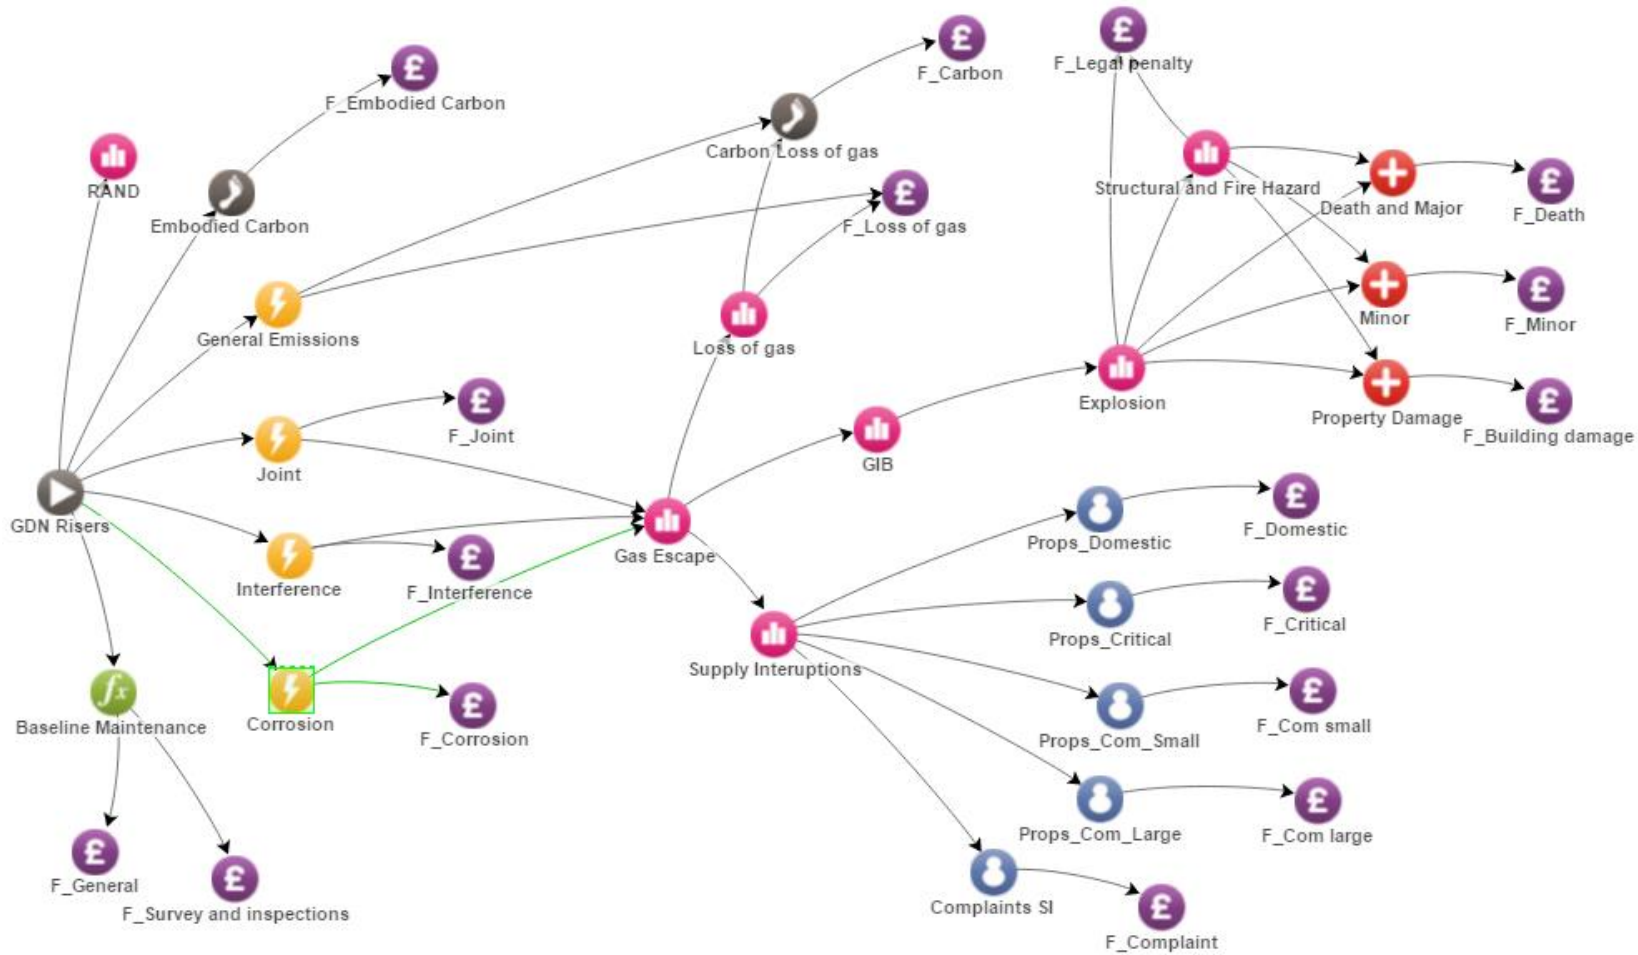 F_Legal penalty
F_Carbon
F_Embodied Carbon
Carbon Loss of gas
RAND
Structural and Fire Hazard
Death and Major
F_Death
Embodied Carbon
F_Loss of gas
Minor
F_Minor
General Emissions
Loss of gas
Explosion
Property Damage
F_Building damage
F_Joint
Joint
GIB
GDN Risers
F_Domestic
Props_Domestic
Gas Escape
Interference
F_Interference
F_Critical
Props_Critical
Supply Interuptions
Baseline Maintenance
Corrosion
F_Corrosion
F_Com small
Props_Com_Small
Props_Com_Large
F_Com large
F_General
F_Survey and inspections
Complaints SI
F_Complaint